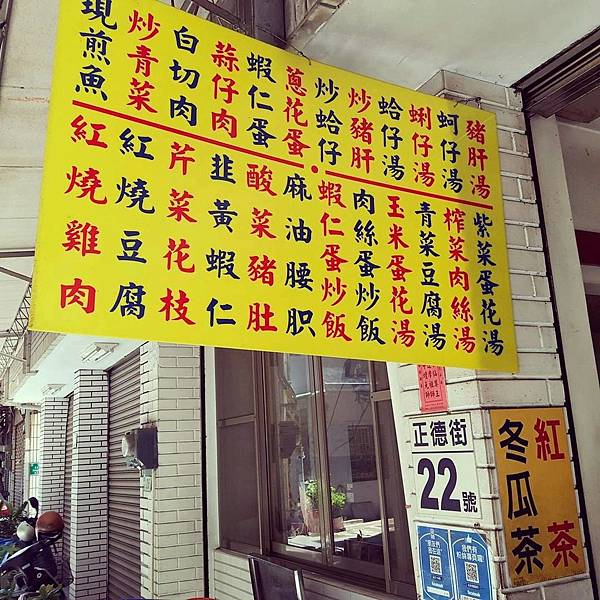 豬肝湯
蚵仔湯
蜊仔湯
蛤仔湯
炒豬肝
炒蛤仔
蔥花蛋
蝦仁蛋
蒜仔肉
白切肉
炒青菜
現煎魚
紫菜蛋花湯
榨菜肉絲湯
青菜豆腐湯
玉米蛋花湯
肉絲蛋炒飯
蝦仁蛋炒飯
麻油腰
酸菜豬肚
韭黃蝦仁
芹菜花枝
紅燒豆腐
紅燒雞肉
正德街
22號
紅茶
冬瓜茶